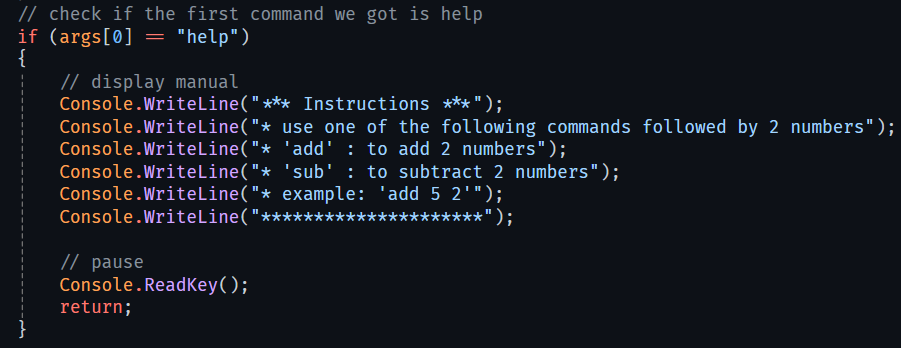 // check if the first command we got is help
if (args[0] == "help")
{
// display manual
Console.WriteLine("*** Instructions ***");
Console.WriteLine("* use one of the following commands followed by 2 numbers");
Console.WriteLine("* 'add' : to add 2 numbers");
Console.WriteLine("* 'sub' : to subtract 2 numbers");
Console.WriteLine("* example: 'add 5 2'");
Console.WriteLine("*********************");
// pause
Console.ReadKey();
return;
}